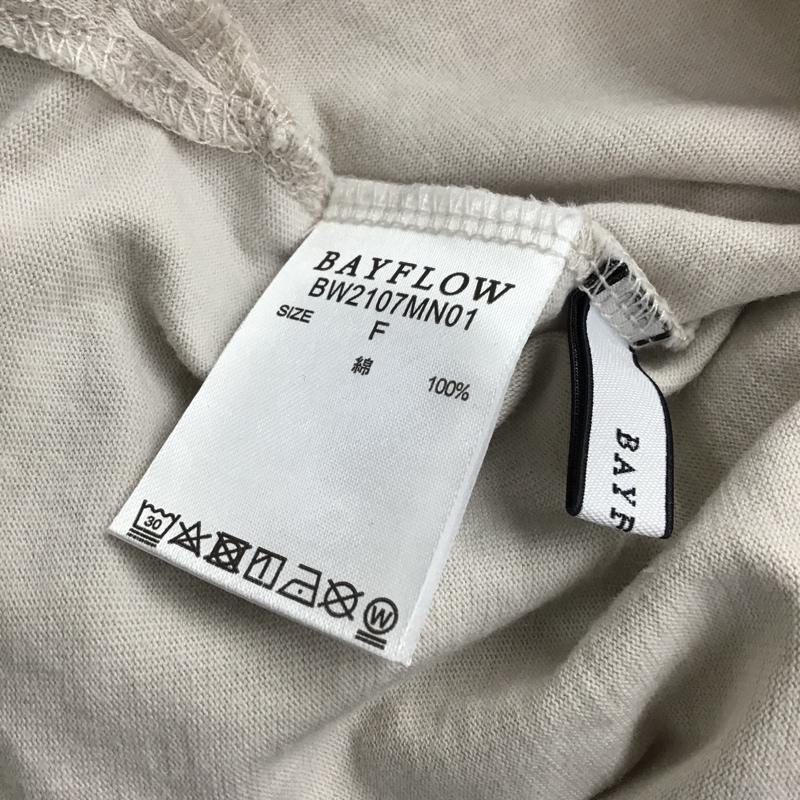 BAYFLOW
BW2107MN01
SIZE F
綿 100%
30
W
BAYF